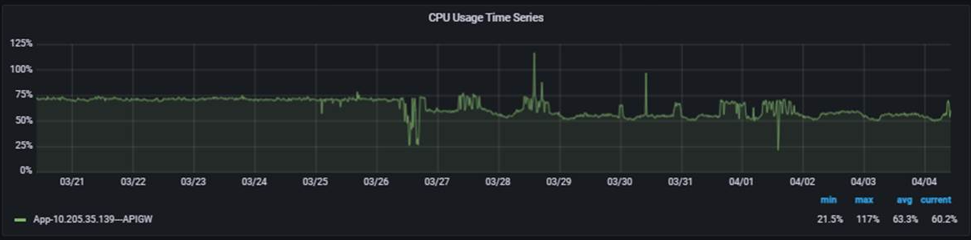 CPU Usage Time Series
125%
100%
75%
50%
25%
0%
03/21 03/22 03/23 03/24 03/25 03/26 03/27 03/28 03/29 03/30 03/31 04/01 04/02 04/03 04/04
min max avg current
App-10.205.35.139---APIGW 21.5% 117% 63.3% 60.2%